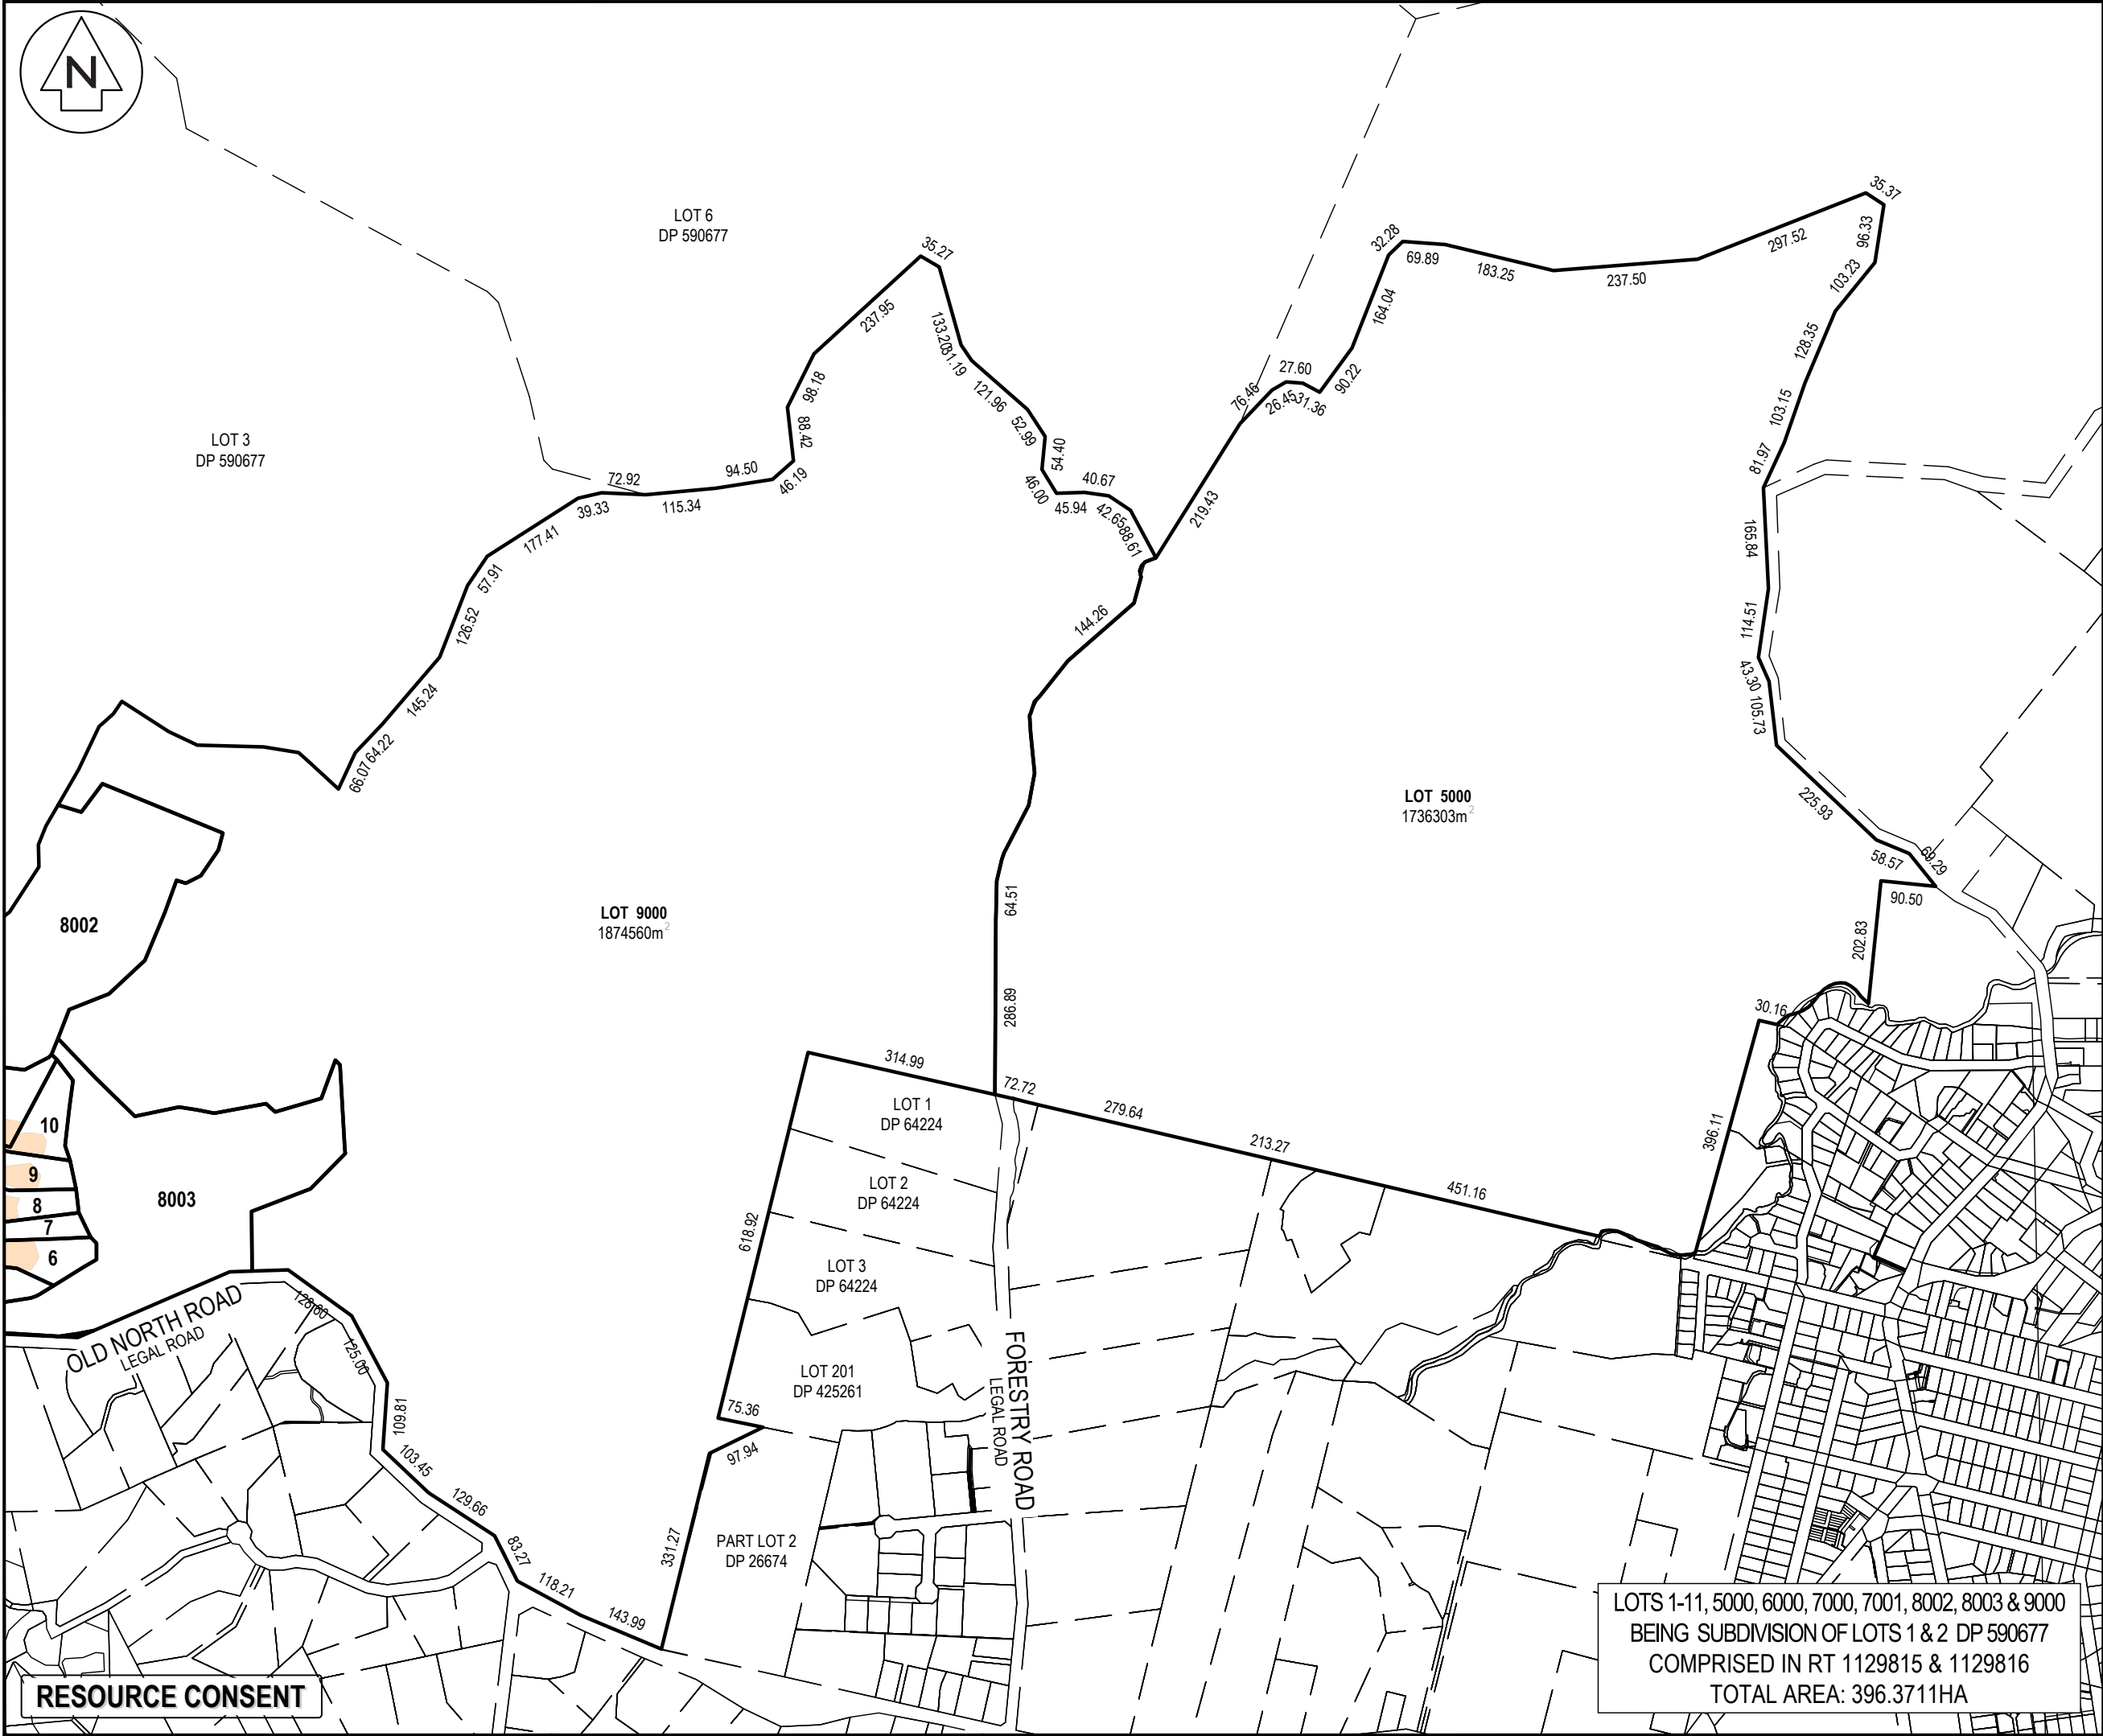 N
35.37
LOT 6
DP 590677
35.27
32.28
69.89
183.25
237.50
297.52
96.33
103.23
237.95
164.04
128.35
133.20
31.19
98.18
121.96
52.99
88.42
76.46
27.60
26.45
31.36
90.22
LOT 3
DP 590677
54.40
103.15
81.97
72.92
94.50
46.19
46.00
40.67
45.94
42.65
88.61
39.33
115.34
219.43
177.41
165.84
57.91
126.52
144.26
114.51
43.30
105.73
145.24
64.22
66.07
LOT 5000
1736303m²
225.93
58.57
69.29
90.50
64.51
LOT 9000
1874560m²
8002
202.83
286.89
30.16
314.99
72.72
279.64
213.27
451.16
396.11
LOT 1
DP 64224
10
9
8
7
6
8003
LOT 2
DP 64224
618.92
LOT 3
DP 64224
OLD NORTH ROAD
LEGAL ROAD
128.60
125.00
109.81
103.45
LOT 201
DP 425261
FORESTRY ROAD
LEGAL ROAD
75.36
97.94
129.66
83.27
118.21
143.99
331.27
PART LOT 2
DP 26674
LOTS 1-11, 5000, 6000, 7000, 7001, 8002, 8003 & 9000
BEING SUBDIVISION OF LOTS 1 & 2 DP 590677
COMPRISED IN RT 1129815 & 1129816
TOTAL AREA: 396.3711HA
RESOURCE CONSENT